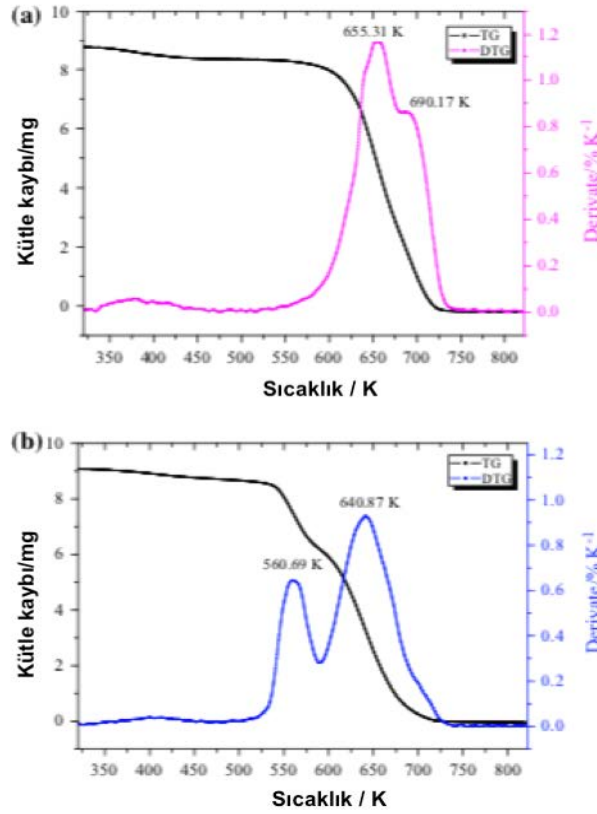 (a)
10
8
6
4
2
0
Kütle kaybı/mg
655.31 K
690.17 K
TG
DTG
1.2
1.0
0.8
0.6
0.4
0.2
0.0
Derivate/% K⁻¹
350 400 450 500 550 600 650 700 750 800
Sıcaklık / K
(b)
10
8
6
4
2
0
Kütle kaybı/mg
560.69 K
640.87 K
TG
DTG
1.2
1.0
0.8
0.6
0.4
0.2
0.0
Derivate/% K⁻¹
350 400 450 500 550 600 650 700 750 800
Sıcaklık / K